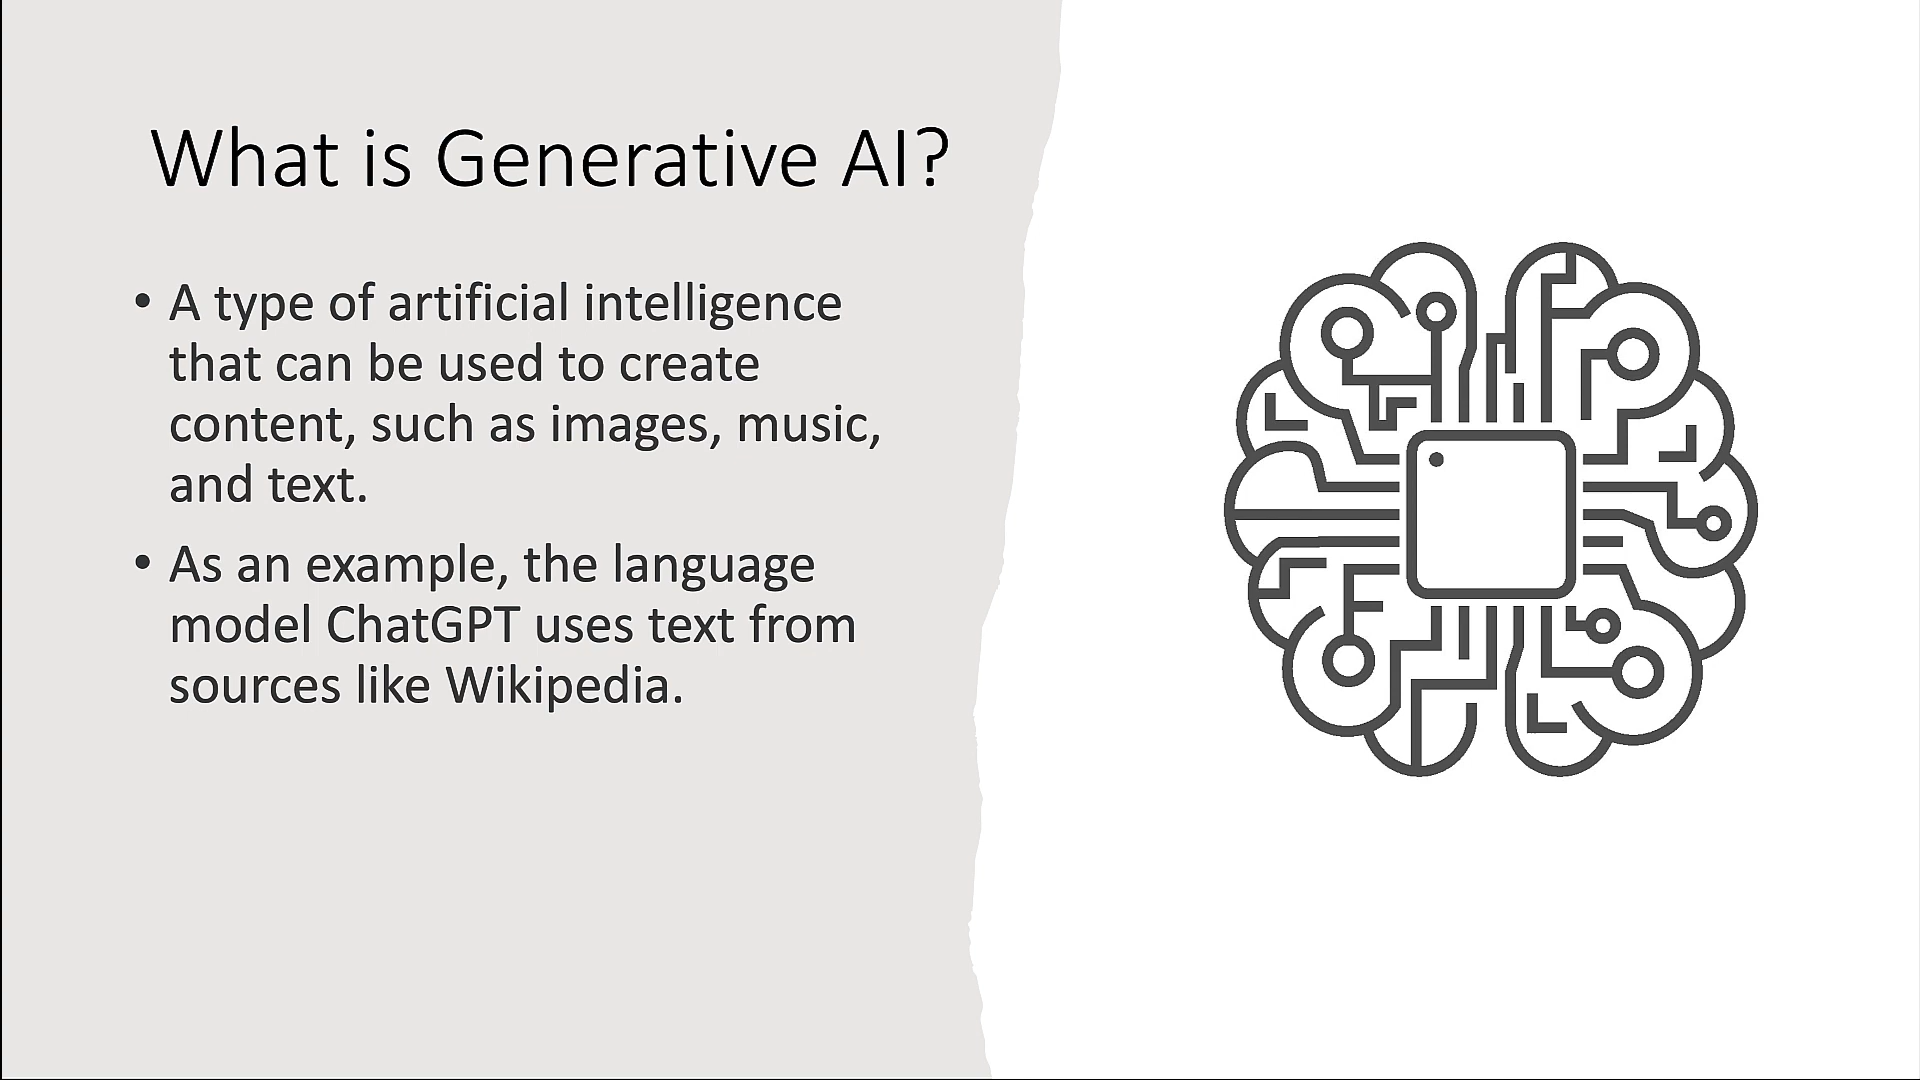 What is Generative AI?
• A type of artificial intelligence
that can be used to create
content, such as images, music,
and text.
• As an example, the language
model ChatGPT uses text from
sources like Wikipedia.